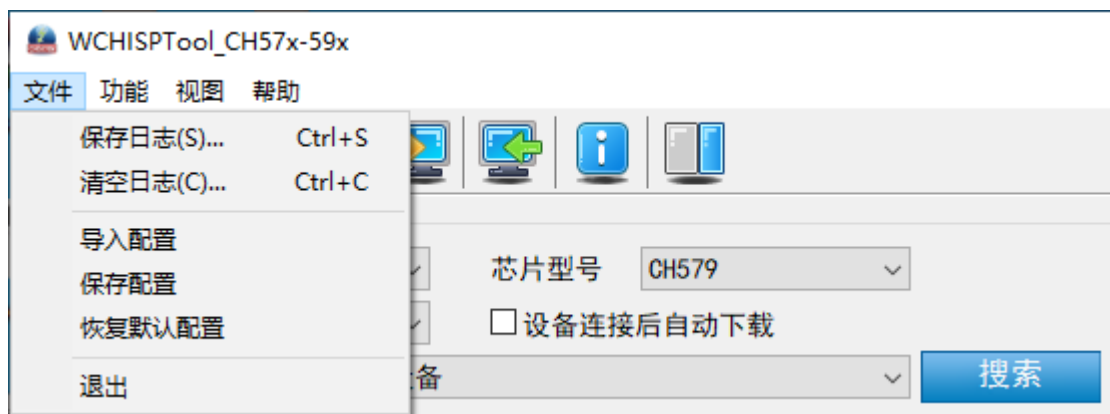 WCHISPTool_CH57x-59x
文件 功能 视图 帮助
保存日志(S)... Ctrl+S
清空日志(C)... Ctrl+C
导入配置
保存配置
恢复默认配置
退出
芯片型号 CH579
设备连接后自动下载
备 搜索